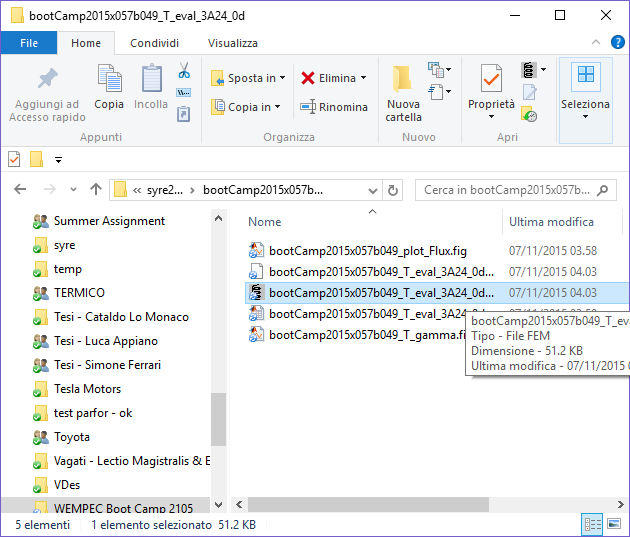 bootCamp2015x057b049_T_eval_3A24_0d
File Home Condividi Visualizza
Aggiungi ad
Accesso rapido
Copia
Incolla
Sposta in
Copia in
Elimina
Rinomina
Nuova
cartella
Proprietà
Seleziona
Appunti Organizza Nuovo Apri
« syre2... > bootCamp2015x057b...
Cerca in bootCamp2015x057b...
Nome Ultima modifica
Summer Assignment
syre
temp
TERMICO
Tesi - Cataldo Lo Monaco
Tesi - Luca Appiano
Tesi - Simone Ferrari
Tesla Motors
test parfor - ok
Toyota
Vagati - Lectio Magistralis & E
VDes
WEMPEC Boot Camp 2105
bootCamp2015x057b049_plot_Flux.fig 07/11/2015 03.58
bootCamp2015x057b049_T_eval_3A24_0d... 07/11/2015 04.03
bootCamp2015x057b049_T_eval_3A24_0d... 07/11/2015 04.03
bootCamp2015x057b049_T_eval_3A24_0d
bootCamp2015x057b049_T_gamma.fi
bootCamp2015x057b049_T_eva
Tipo - File FEM
Dimensione - 51.2 KB
Ultima modifica - 07/11/2015 0
5 elementi 1 elemento selezionato 51.2 KB